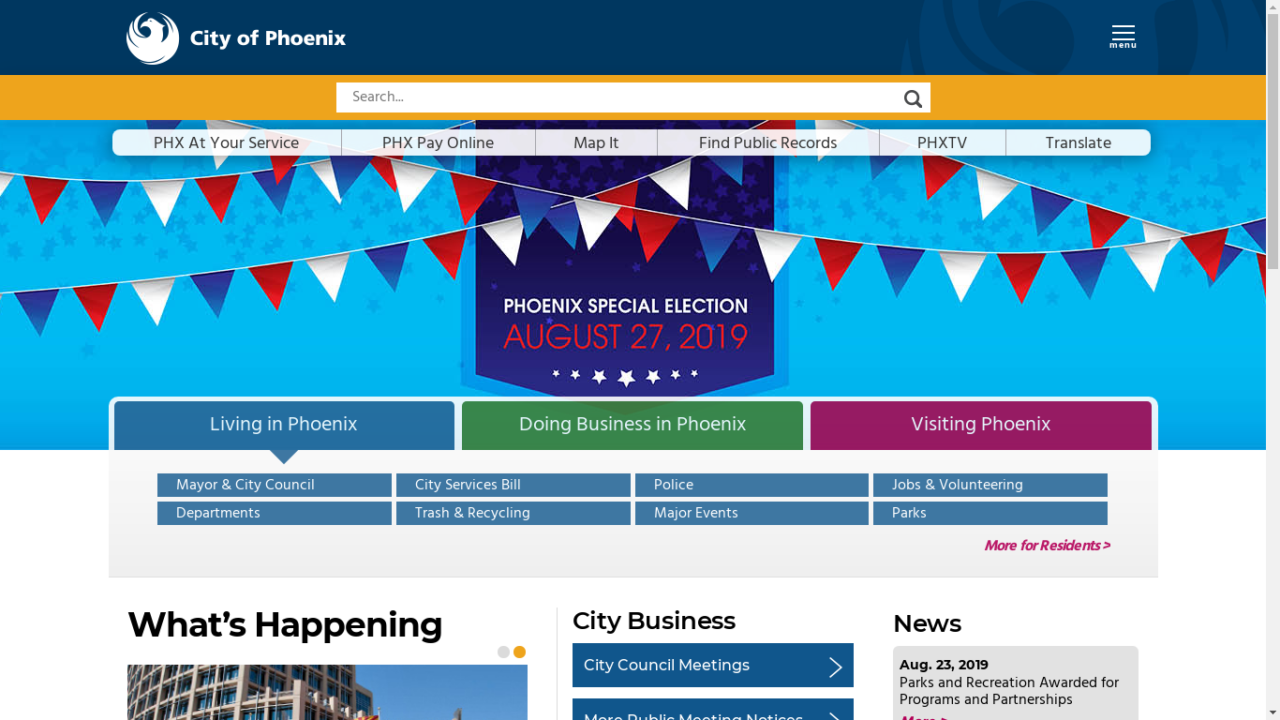 City of Phoenix
menu
Search...
PHX At Your Service
PHX Pay Online
Map It
Find Public Records
PHXTV
Translate
PHOENIX SPECIAL ELECTION
AUGUST 27, 2019
Living in Phoenix
Doing Business in Phoenix
Visiting Phoenix
Mayor & City Council
City Services Bill
Police
Jobs & Volunteering
Departments
Trash & Recycling
Major Events
Parks
More for Residents >
What's Happening
City Business
City Council Meetings
More Public Meeting Notices
News
Aug. 23, 2019
Parks and Recreation Awarded for
Programs and Partnerships
More >